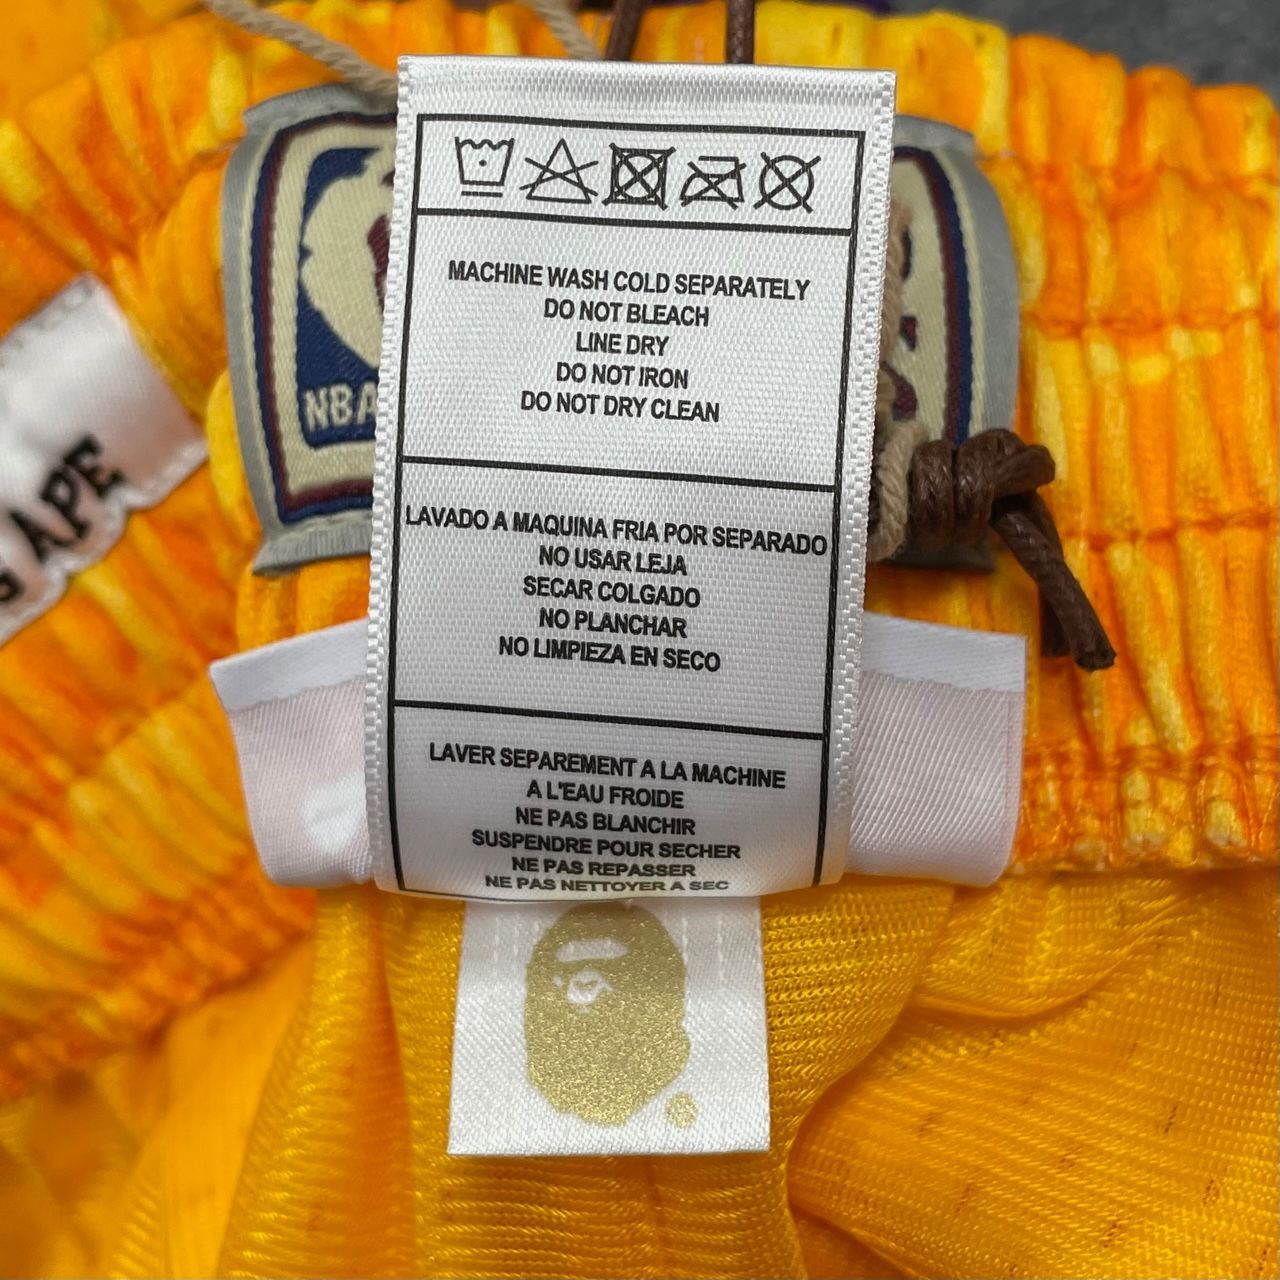 MACHINE WASH COLD SEPARATELY
DO NOT BLEACH
LINE DRY
DO NOT IRON
DO NOT DRY CLEAN
LAVADO A MAQUINA FRIA POR SEPARADO
NO USAR LEJA
SECAR COLGADO
NO PLANCHAR
NO LIMPIEZA EN SECO
LAVER SEPAREMENT A LA MACHINE
A L'EAU FROIDE
NE PAS BLANCHIR
SUSPENDRE POUR SECHER
NE PAS REPASSER
NE PAS NETTOYER A SEC
NBA
G APE
®